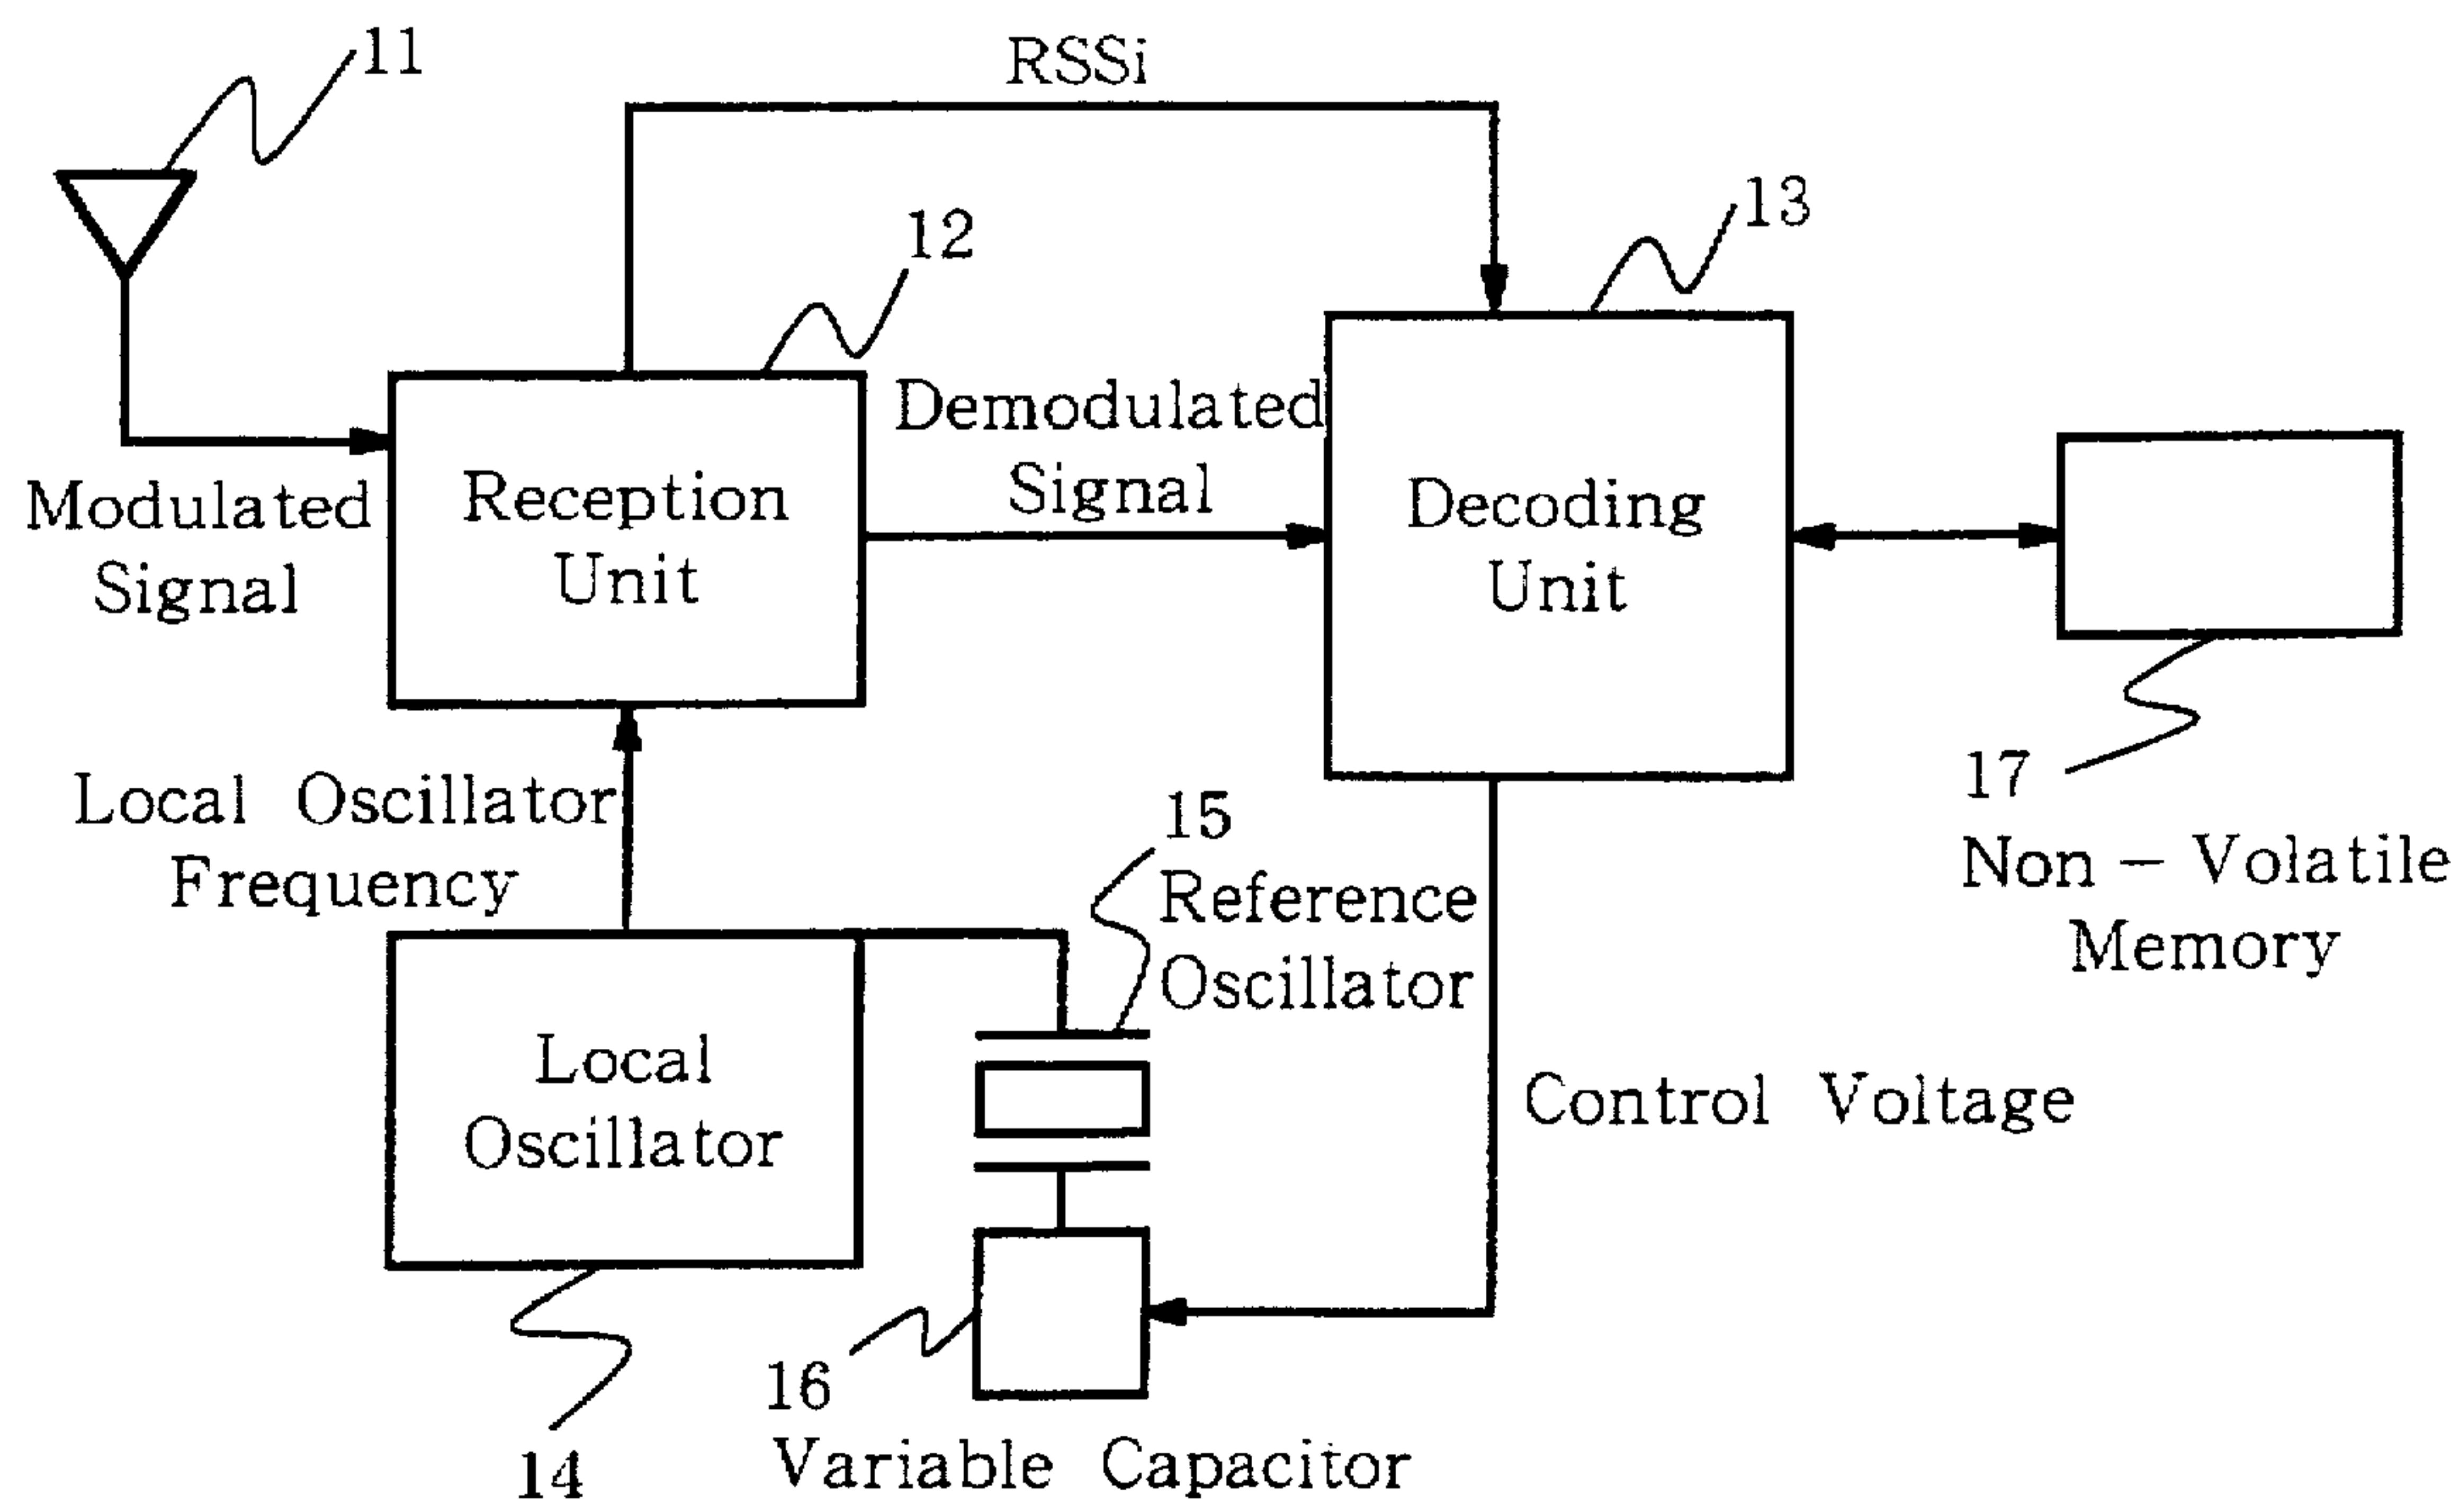 11
RSSi
12
13
Modulated
Signal
Reception
Unit
Demodulated
Signal
Decoding
Unit
17
Non - Volatile
Memory
Local Oscillator
Frequency
15
Reference
Oscillator
Local
Oscillator
Control Voltage
16
Variable Capacitor
14